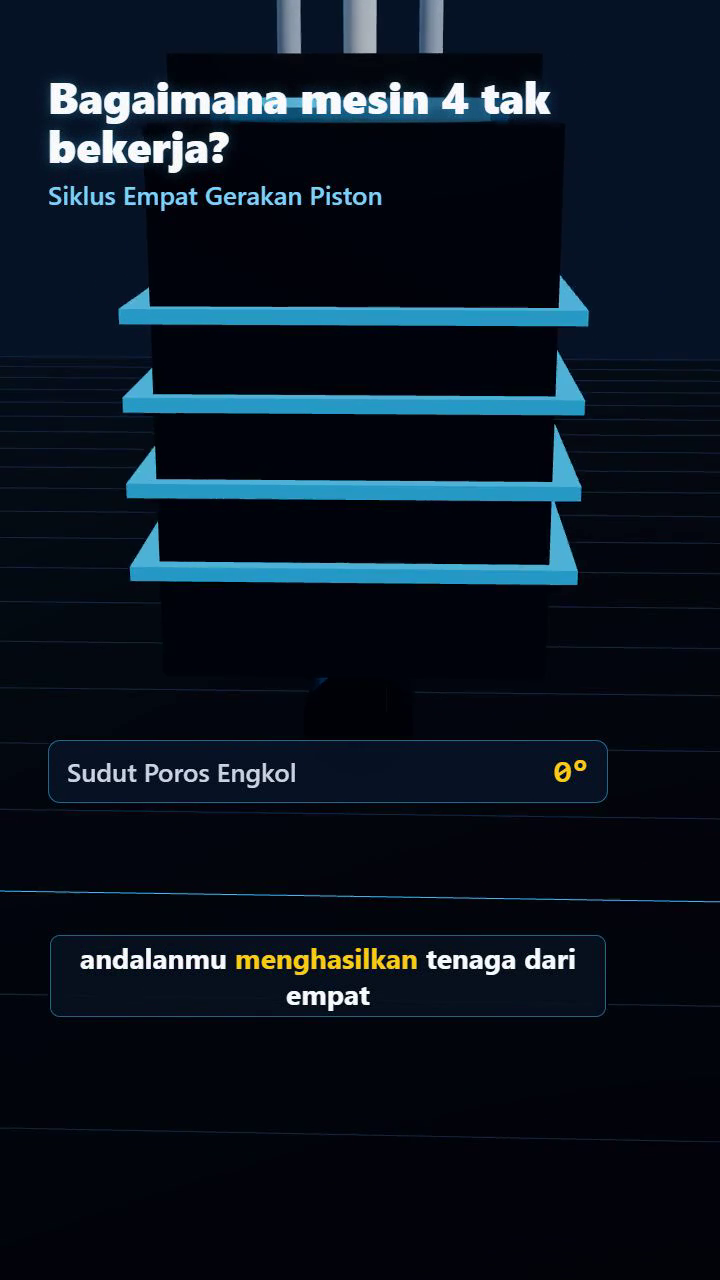 Bagaimana mesin 4 tak
bekerja?
Siklus Empat Gerakan Piston
Sudut Poros Engkol 0°
andalanmu menghasilkan tenaga dari
empat